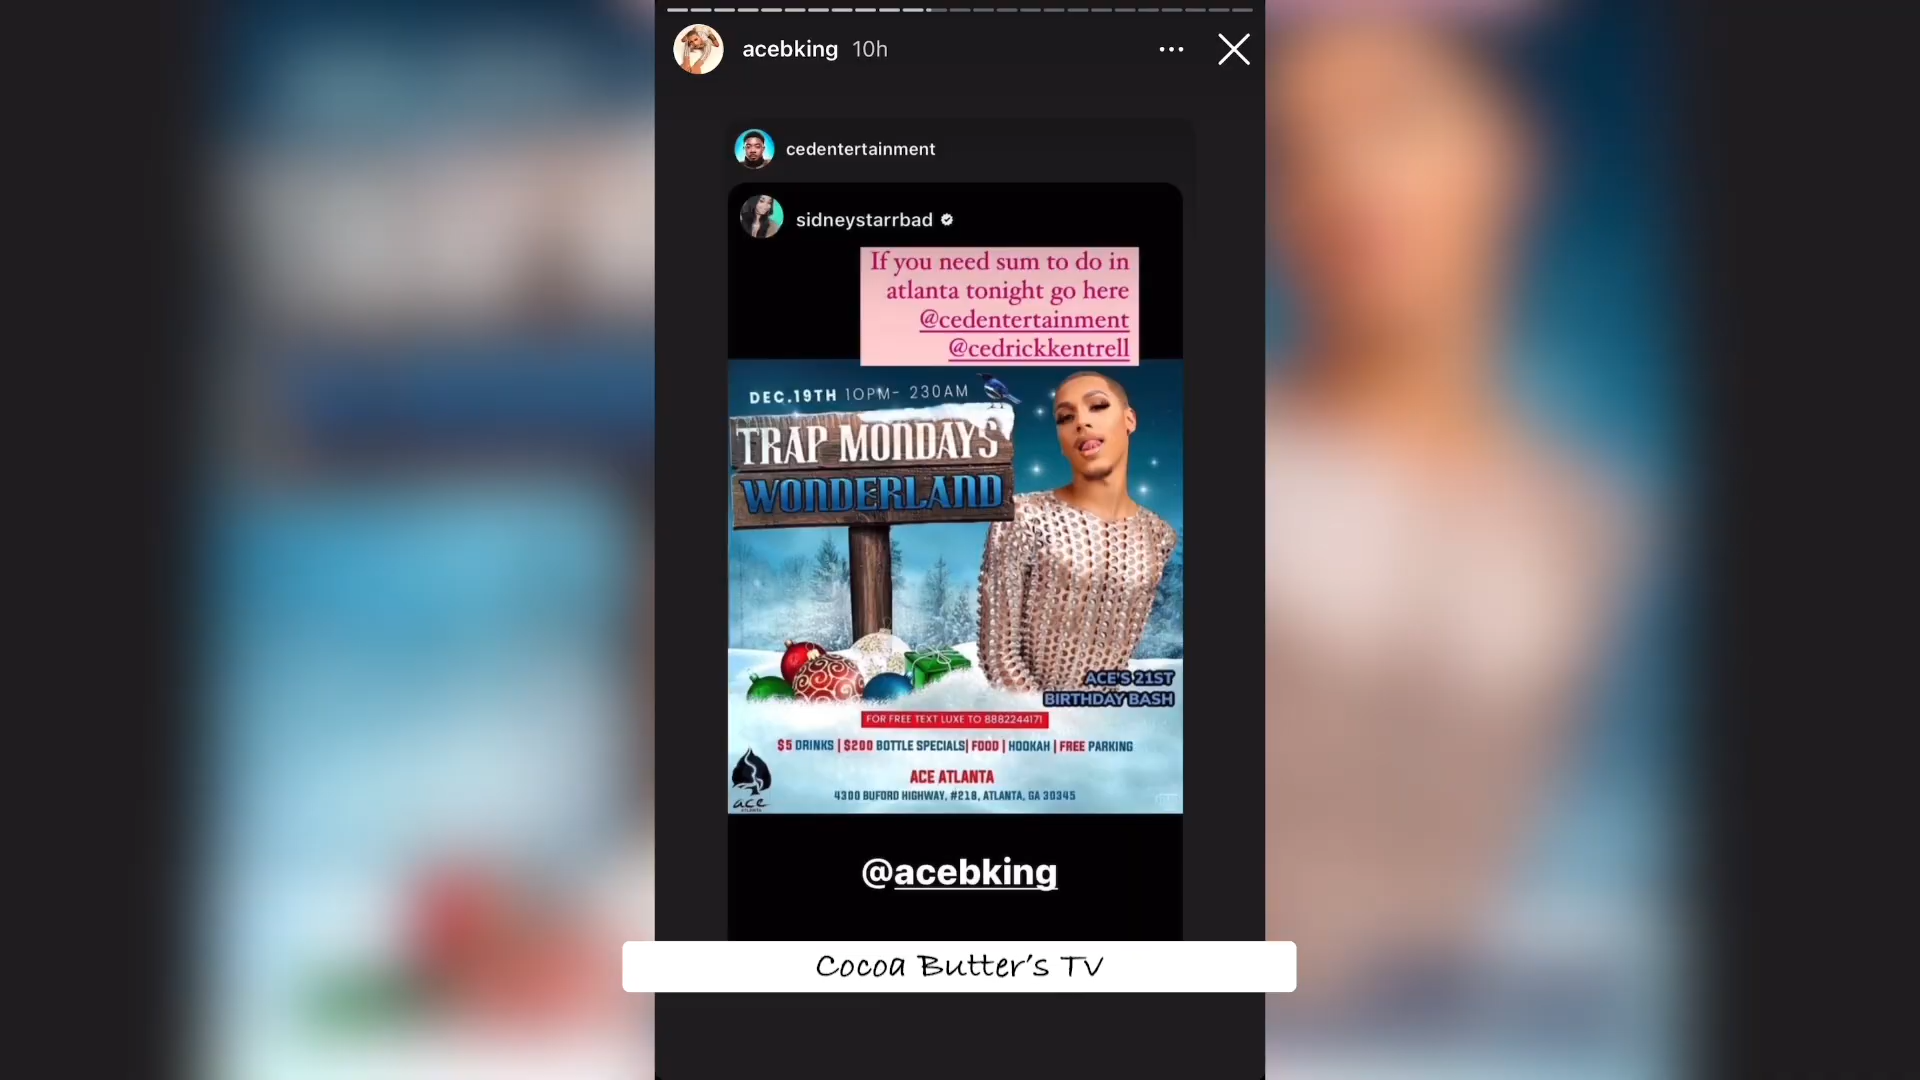 acebking 10h
cedentertainment
sidneystarrbad
If you need sum to do in
atlanta tonight go here
@cedentertainment
@cedrickkentrell
DEC.19TH 10PM- 230AM
TRAP MONDAYS
WONDERLAND
ACE'S 21ST
BIRTHDAY BASH
FOR FREE TEXT LUXE TO 8882244171
$5 DRINKS | $200 BOTTLE SPECIALS| FOOD | HOOKAH | FREE PARKING
ACE ATLANTA
4300 BUFORD HIGHWAY, #218, ATLANTA, GA 30345
ace
ATLANTA
@acebking
Cocoa Butter's TV